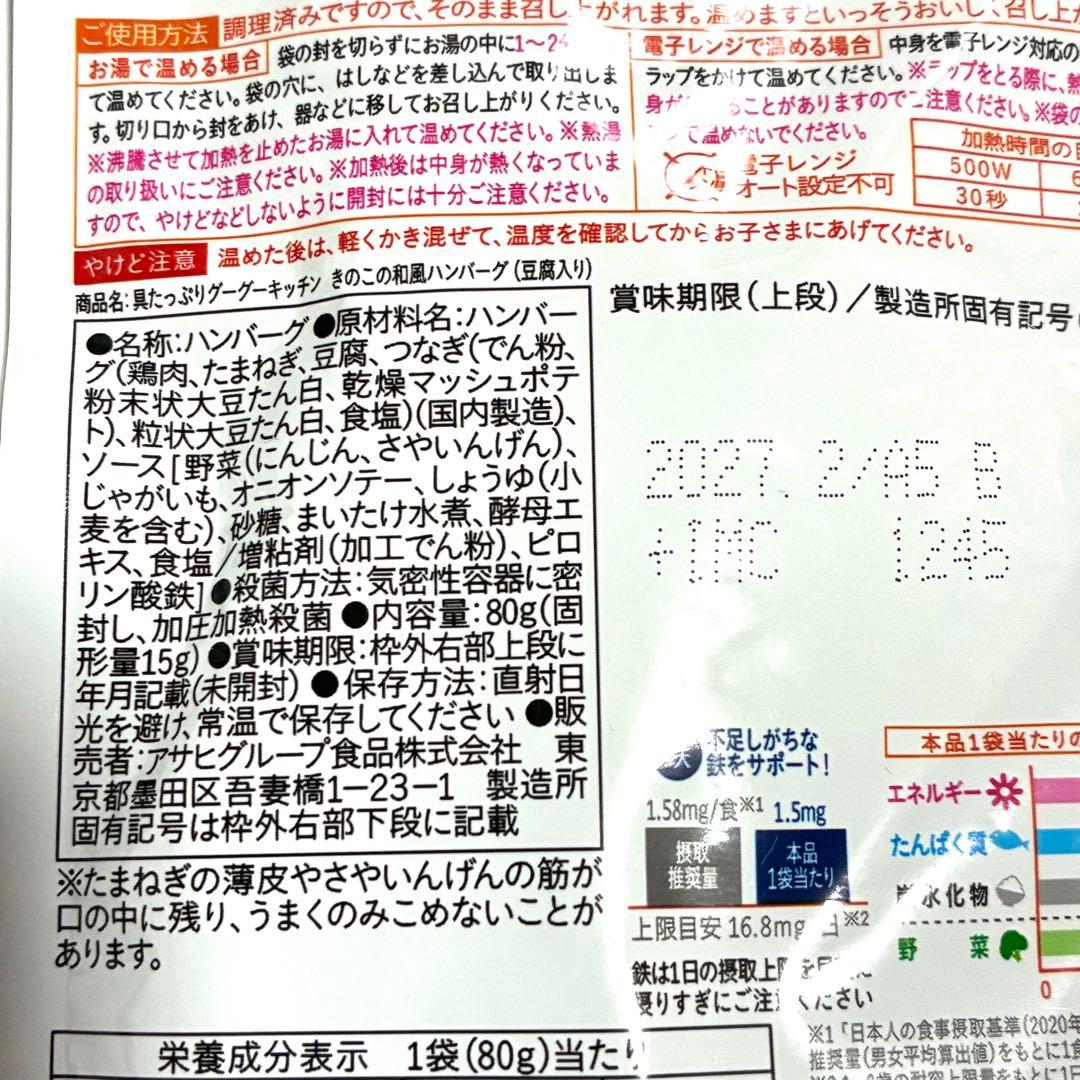 ご使用方法 調理済みですので、そのまま召し上がれます。温めますといっそうおいしく召し上が
お湯で温める場合 袋の封を切らずにお湯の中に1〜2
て温めてください。袋の穴に、はしなどを差し込んで取り出しま
す。切り口から封をあけ、器などに移してお召し上がりください。
※沸騰させて加熱を止めたお湯に入れて温めてください。※熱湯
の取り扱いにご注意ください。※加熱後は中身が熱くなっていま
すので、やけどなどしないように開封には十分ご注意ください。
電子レンジで温める場合 中身を電子レンジ対応の
ラップをかけて温めてください。※ラップをとる際に、熱
身が ることがありますのでご注意ください。※袋の
で温めないでください。
電子レンジ
オート設定不可
加熱時間の
500W
30秒
やけど注意 温めた後は、軽くかき混ぜて、温度を確認してからお子さまにあげてください。
商品名:具たっぷりグーグーキッチン きのこの和風ハンバーグ(豆腐入り)
●名称:ハンバーグ●原材料名:ハンバー
グ(鶏肉、たまねぎ、豆腐、つなぎ(でん粉、
粉末状大豆たん白、乾燥マッシュポテ
ト)、粒状大豆たん白、食塩)(国内製造)、
ソース[野菜(にんじん、さやいんげん)、
じゃがいも、オニオンソテー、しょうゆ(小
麦を含む)、砂糖、まいたけ水煮、酵母エ
キス、食塩/増粘剤(加工でん粉)、ピロ
リン酸鉄]●殺菌方法:気密性容器に密
封し、加圧加熱殺菌●内容量:80g(固
形量15g)●賞味期限:枠外右部上段に
年月記載(未開封)●保存方法:直射日
光を避け、常温で保存してください●販
売者:アサヒグループ食品株式会社 東
京都墨田区吾妻橋1−23−1 製造所
固有記号は枠外右部下段に記載
※たまねぎの薄皮やさやいんげんの筋が
口の中に残り、うまくのみこめないことが
あります。
賞味期限(上段)/製造所固有記号
2027. 2/A5 B
1245
不足しがちな
鉄をサポート!
1.58mg/食※1 1.5mg
摂取
推奨量
本品
1袋当たり
上限目安 16.8mg 日※2
鉄は1日の摂取上
摂りすぎにご注意ください
本品1袋当たりの
エネルギー
たんぱく質
炭水化物
野菜
0
※1「日本人の食事摂取基準(2020年
推奨量(男女平均算出値)をもとに1食
栄養成分表示 1袋(80g)当たり